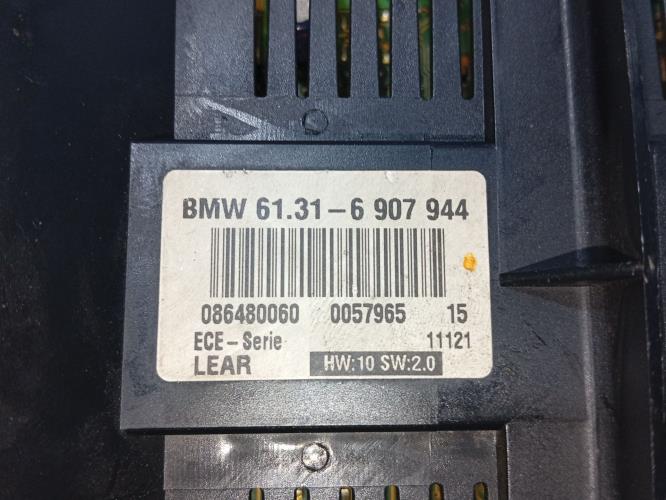 BMW 61.31-6 907 944
086480060 0057965 15
ECE-Serie 11121
LEAR HW:10 SW:2.0